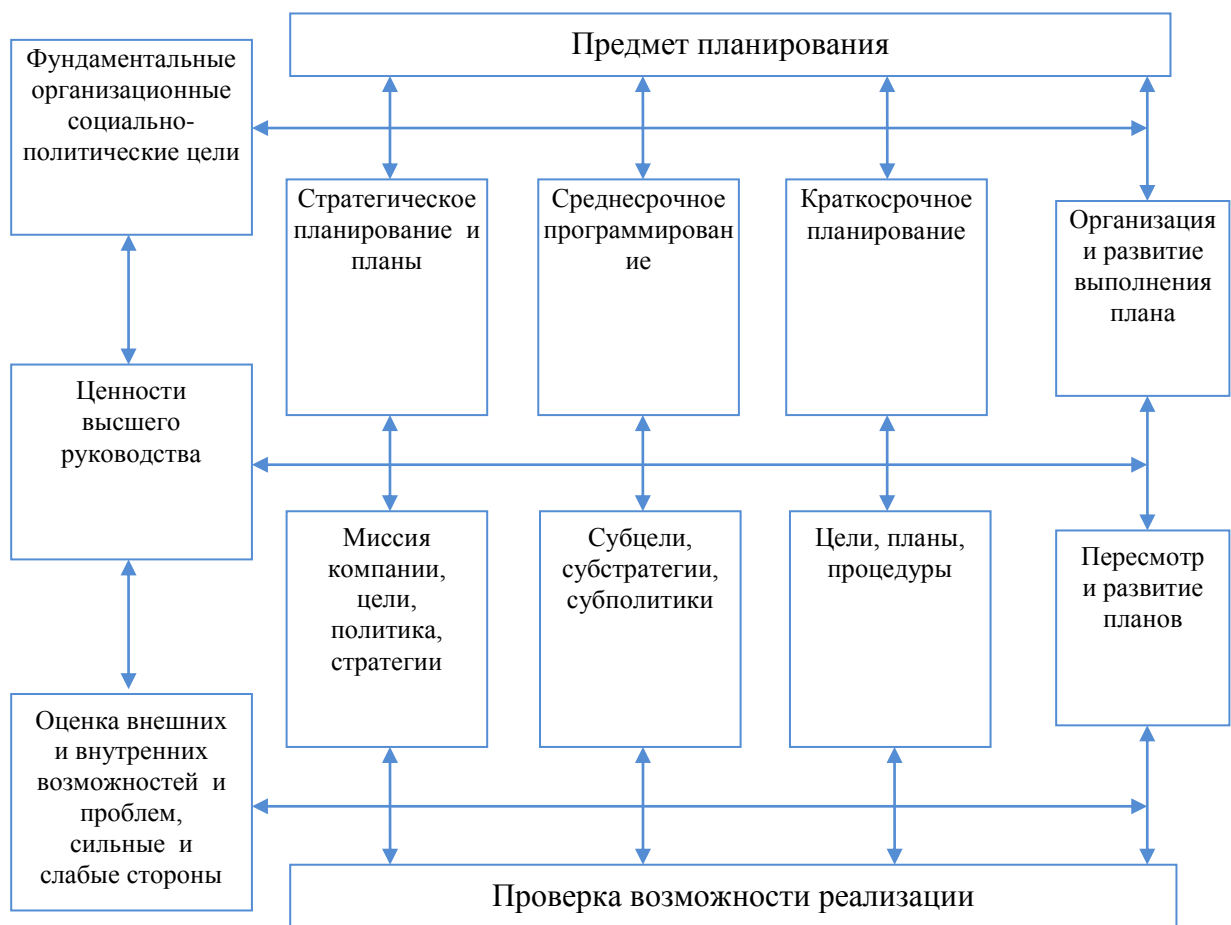 Предмет планирования
Фундаментальные
организационные
социально-
политические цели
Стратегическое
планирование и
планы
Среднесрочное
программирован
ие
Краткосрочное
планирование
Организация
и развитие
выполнения
плана
Ценности
высшего
руководства
Миссия
компании,
цели,
политика,
стратегии
Субцели,
субстратегии,
субполитики
Цели, планы,
процедуры
Пересмотр
и развитие
планов
Оценка внешних
и внутренних
возможностей и
проблем,
сильные и
слабые стороны
Проверка возможности реализации